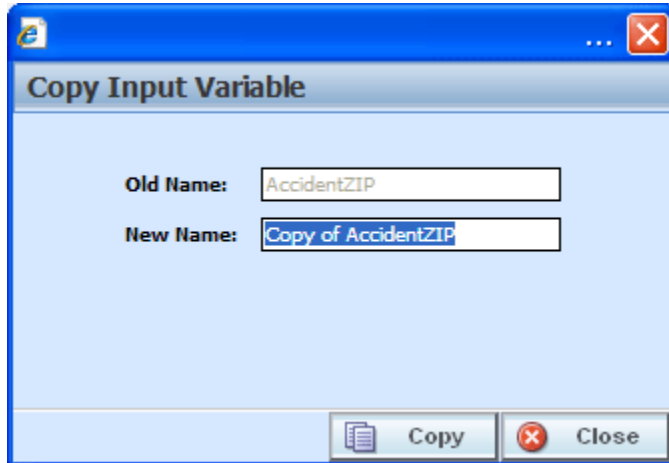 ...
Copy Input Variable
Old Name: AccidentZIP
New Name: Copy of AccidentZIP
Copy Close